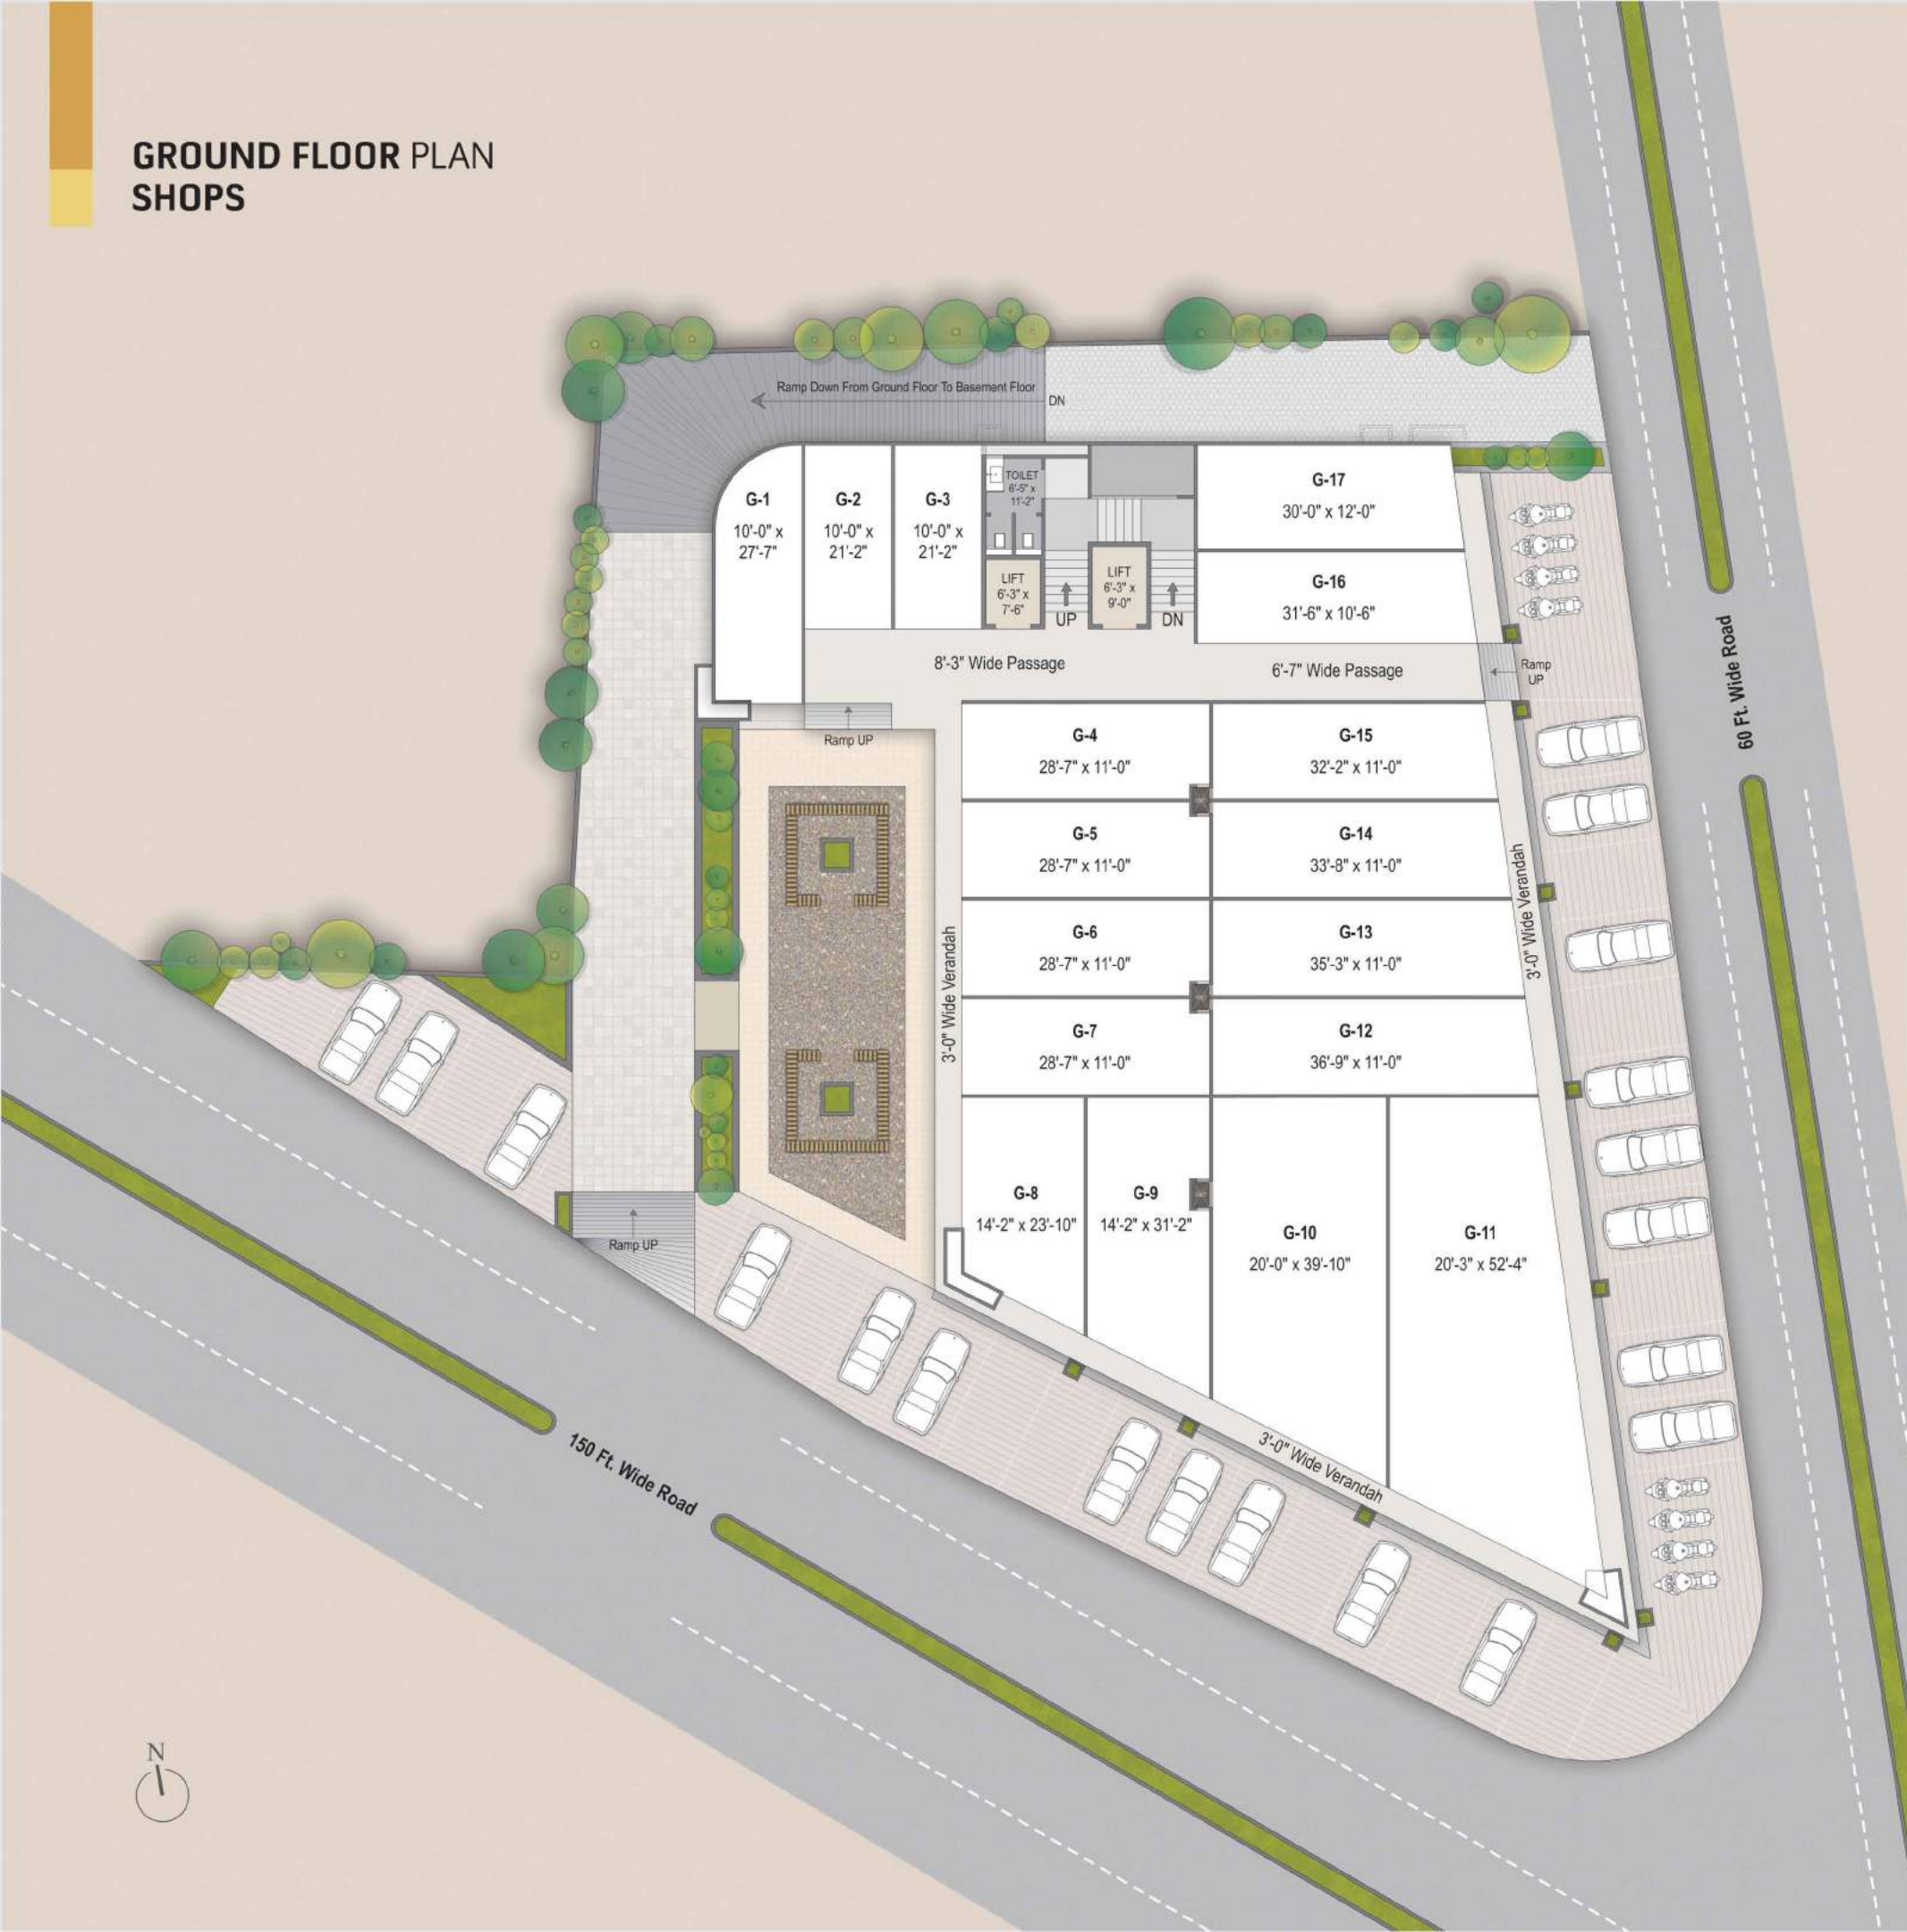 GROUND FLOOR PLAN
SHOPS
Ramp Down From Ground Floor To Basement Floor
DN
G-1
10'-0" x
27'-7"
G-2
10'-0" x
21'-2"
G-3
10'-0" x
21'-2"
TOILET
6'-5" x
11'-2"
LIFT
6'-3" x
7'-6"
UP
LIFT
6'-3" x
9'-0"
DN
G-17
30'-0" x 12'-0"
G-16
31'-6" x 10'-6"
8'-3" Wide Passage
6'-7" Wide Passage
Ramp
UP
60 Ft. Wide Road
Ramp UP
G-4
28'-7" x 11'-0"
G-15
32'-2" x 11'-0"
G-5
28'-7" x 11'-0"
G-14
33'-8" x 11'-0"
3'-0" Wide Verandah
G-6
28'-7" x 11'-0"
G-13
35'-3" x 11'-0"
3'-0" Wide Verandah
G-7
28'-7" x 11'-0"
G-12
36'-9" x 11'-0"
G-8
14'-2" x 23'-10"
G-9
14'-2" x 31'-2"
G-10
20'-0" x 39'-10"
G-11
20'-3" x 52'-4"
Ramp UP
3'-0" Wide Verandah
150 Ft. Wide Road
N